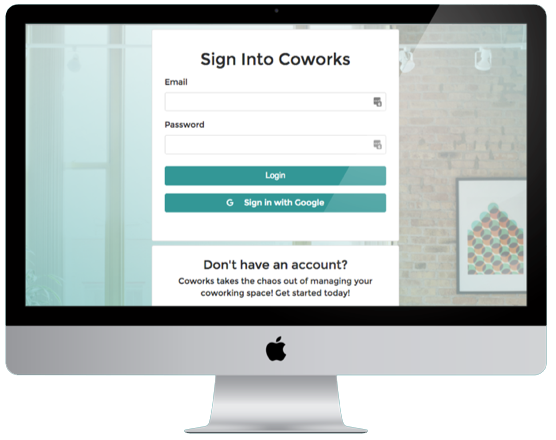 Sign Into Coworks
Email
Password
Login
G Sign in with Google
Don't have an account?
Coworks takes the chaos out of managing your
coworking space! Get started today!